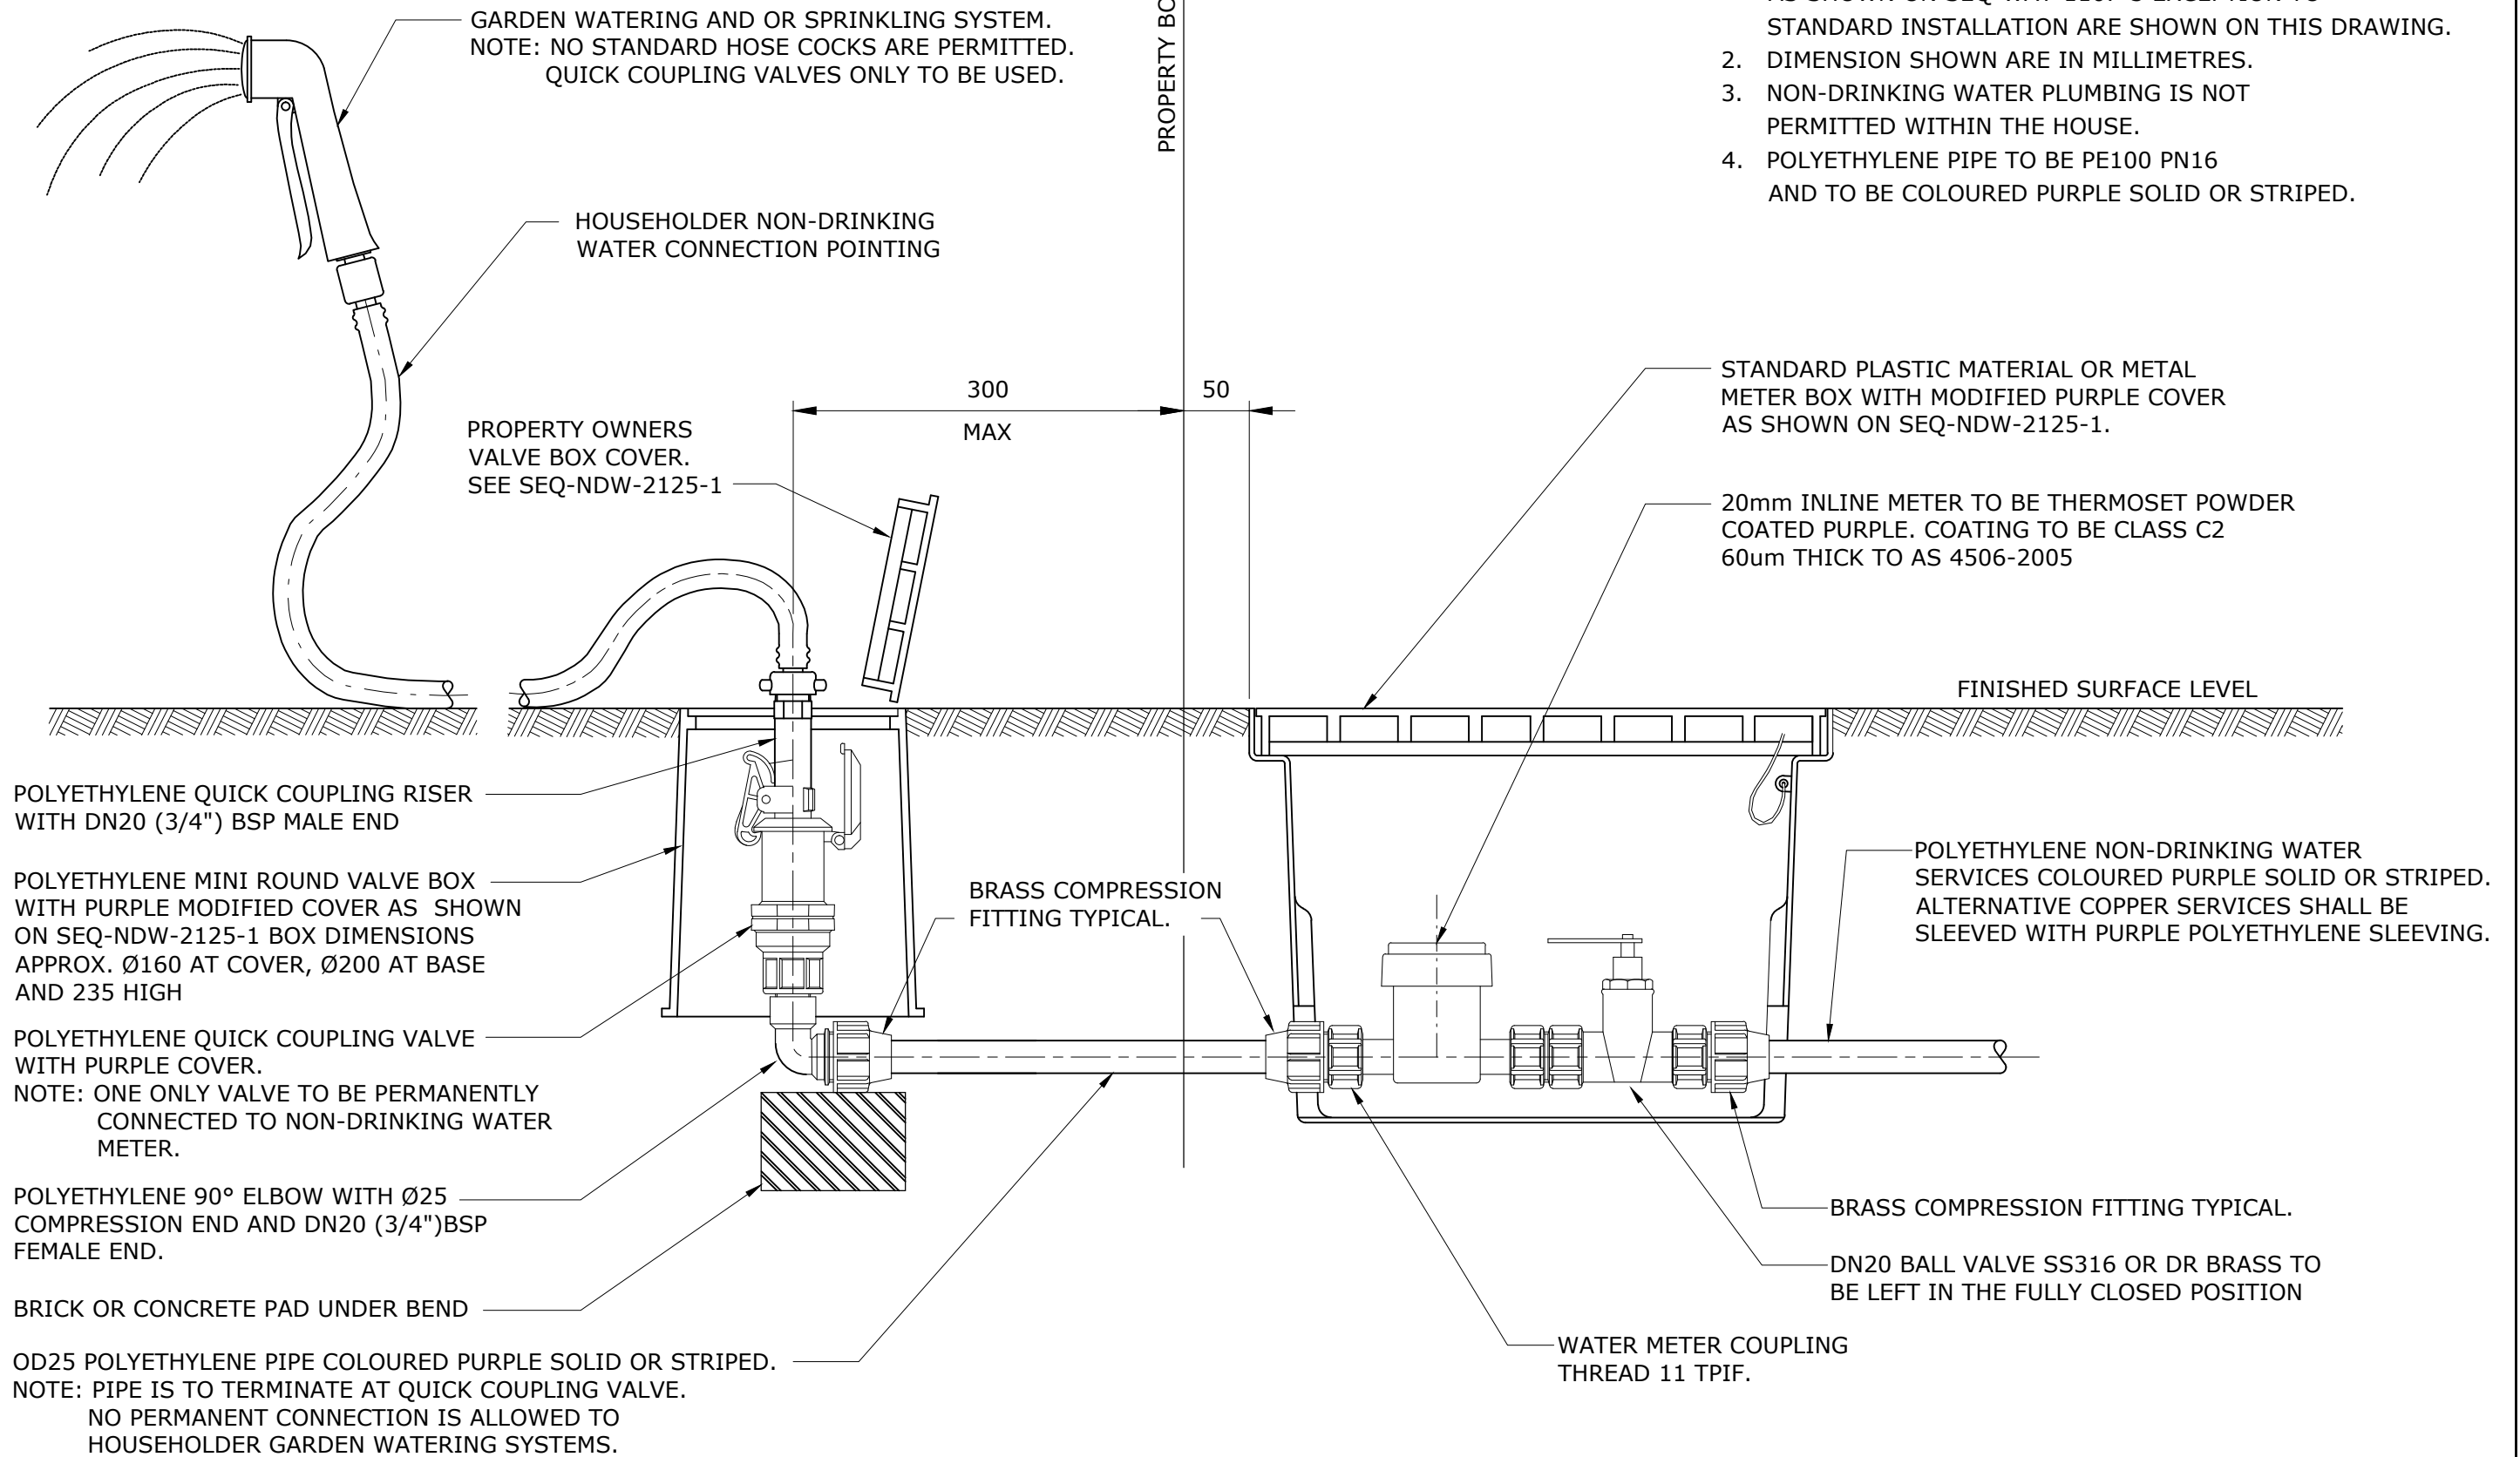 GARDEN WATERING AND OR SPRINKLING SYSTEM.
NOTE: NO STANDARD HOSE COCKS ARE PERMITTED.
QUICK COUPLING VALVES ONLY TO BE USED.
PROPERTY
STANDARD INSTALLATION ARE SHOWN ON THIS DRAWING.
2. DIMENSION SHOWN ARE IN MILLIMETRES.
3. NON-DRINKING WATER PLUMBING IS NOT
PERMITTED WITHIN THE HOUSE.
4. POLYETHYLENE PIPE TO BE PE100 PN16
AND TO BE COLOURED PURPLE SOLID OR STRIPED.
HOUSEHOLDER NON-DRINKING
WATER CONNECTION POINTING
300
MAX
50
PROPERTY OWNERS
VALVE BOX COVER.
SEE SEQ-NDW-2125-1
STANDARD PLASTIC MATERIAL OR METAL
METER BOX WITH MODIFIED PURPLE COVER
AS SHOWN ON SEQ-NDW-2125-1.
20mm INLINE METER TO BE THERMOSET POWDER
COATED PURPLE. COATING TO BE CLASS C2
60um THICK TO AS 4506-2005
FINISHED SURFACE LEVEL
POLYETHYLENE QUICK COUPLING RISER
WITH DN20 (3/4") BSP MALE END
POLYETHYLENE MINI ROUND VALVE BOX
WITH PURPLE MODIFIED COVER AS SHOWN
ON SEQ-NDW-2125-1 BOX DIMENSIONS
APPROX. Ø160 AT COVER, Ø200 AT BASE
AND 235 HIGH
BRASS COMPRESSION
FITTING TYPICAL.
POLYETHYLENE NON-DRINKING WATER
SERVICES COLOURED PURPLE SOLID OR STRIPED.
ALTERNATIVE COPPER SERVICES SHALL BE
SLEEVED WITH PURPLE POLYETHYLENE SLEEVING.
POLYETHYLENE QUICK COUPLING VALVE
WITH PURPLE COVER.
NOTE: ONE ONLY VALVE TO BE PERMANENTLY
CONNECTED TO NON-DRINKING WATER
METER.
POLYETHYLENE 90° ELBOW WITH Ø25
COMPRESSION END AND DN20 (3/4")BSP
FEMALE END.
BRICK OR CONCRETE PAD UNDER BEND
OD25 POLYETHYLENE PIPE COLOURED PURPLE SOLID OR STRIPED.
NOTE: PIPE IS TO TERMINATE AT QUICK COUPLING VALVE.
NO PERMANENT CONNECTION IS ALLOWED TO
HOUSEHOLDER GARDEN WATERING SYSTEMS.
BRASS COMPRESSION FITTING TYPICAL.
DN20 BALL VALVE SS316 OR DR BRASS TO
BE LEFT IN THE FULLY CLOSED POSITION
WATER METER COUPLING
THREAD 11 TPIF.